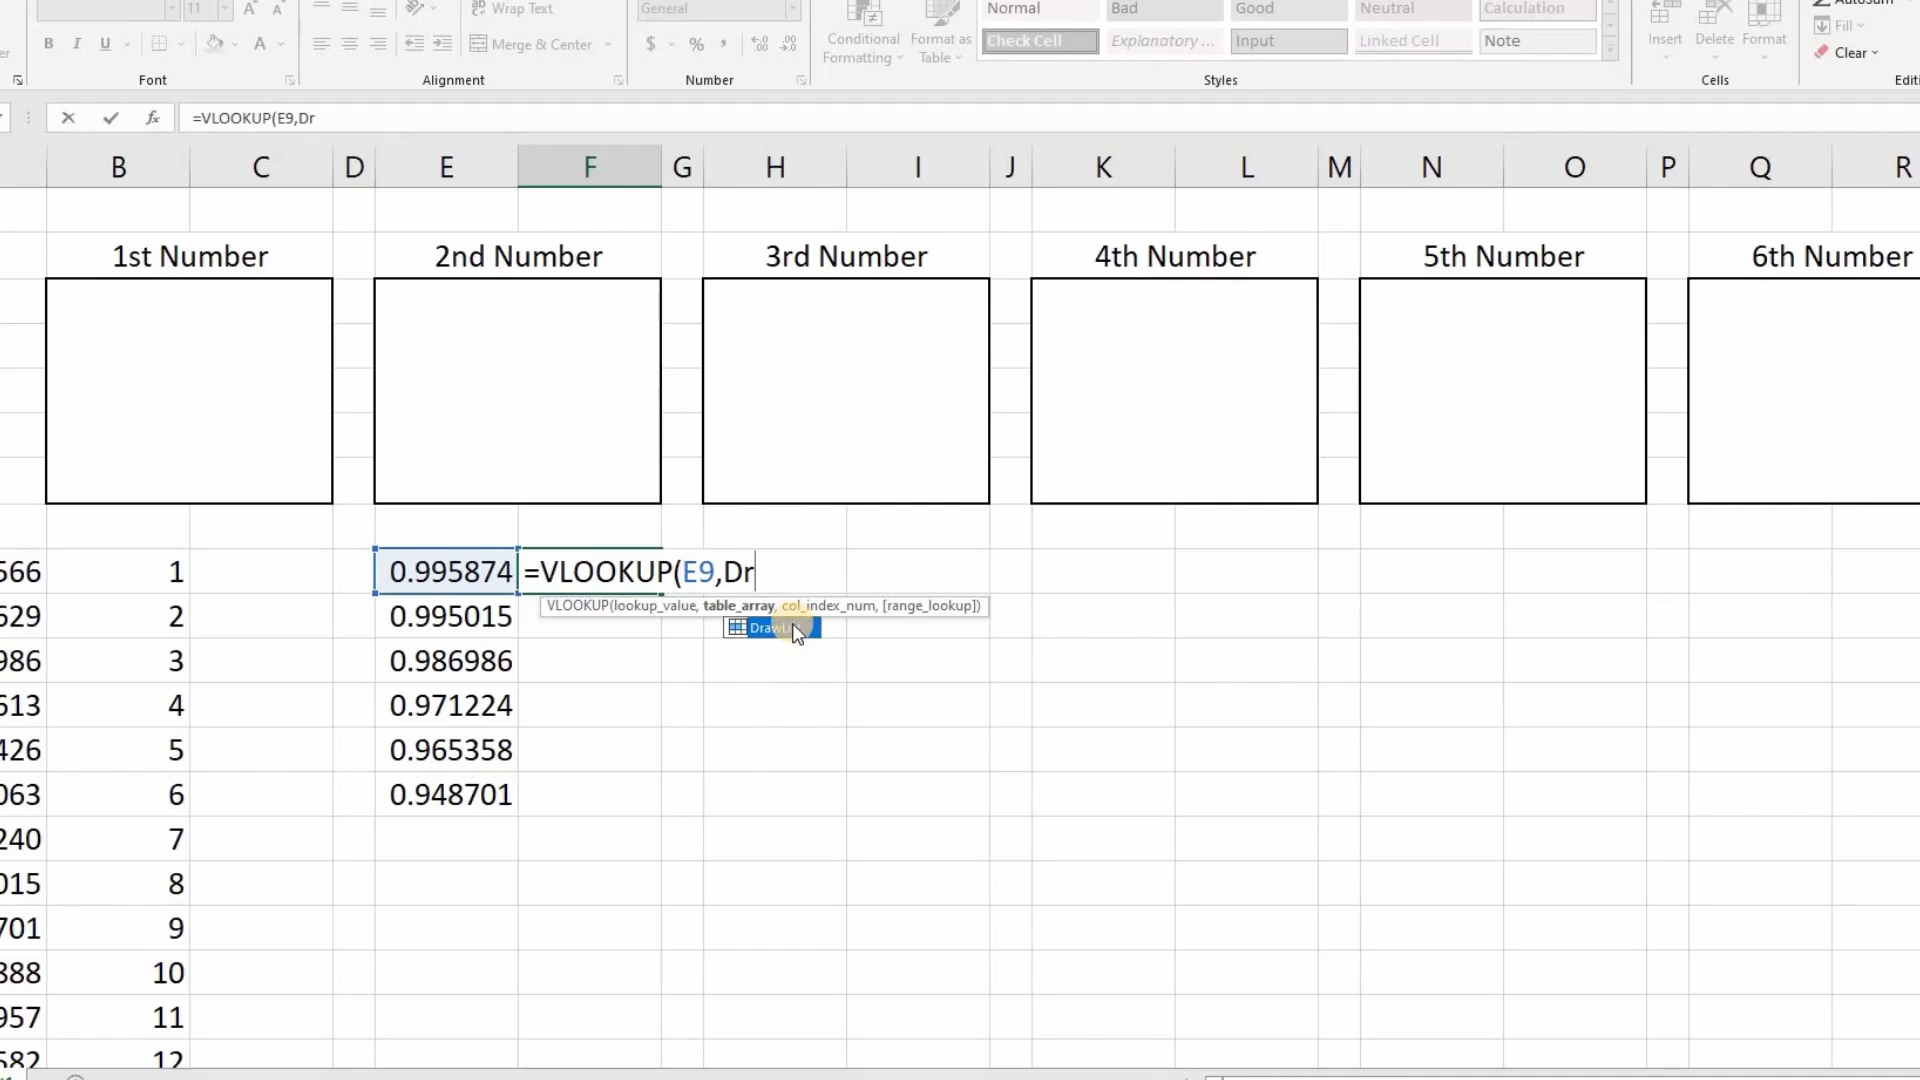 11 A A Wrap Text General Normal Bad Good Neutral Calculation
B I U A Merge & Center $ % , Conditional Formatting Format as Table Check Cell Explanatory ... Input Linked Cell Note Insert Delete Format Fill
Clear
Font Alignment Number Styles Cells
fx =VLOOKUP(E9,Dr
B C D E F G H I J K L M N O P Q R
1st Number 2nd Number 3rd Number 4th Number 5th Number 6th Number
566 1 0.995874 =VLOOKUP(E9,Dr
VLOOKUP(lookup_value, table_array, col_index_num, [range_lookup])
629 2 0.995015
986 3 0.986986
613 4 0.971224
426 5 0.965358
063 6 0.948701
240 7
015 8
701 9
888 10
957 11
582 12